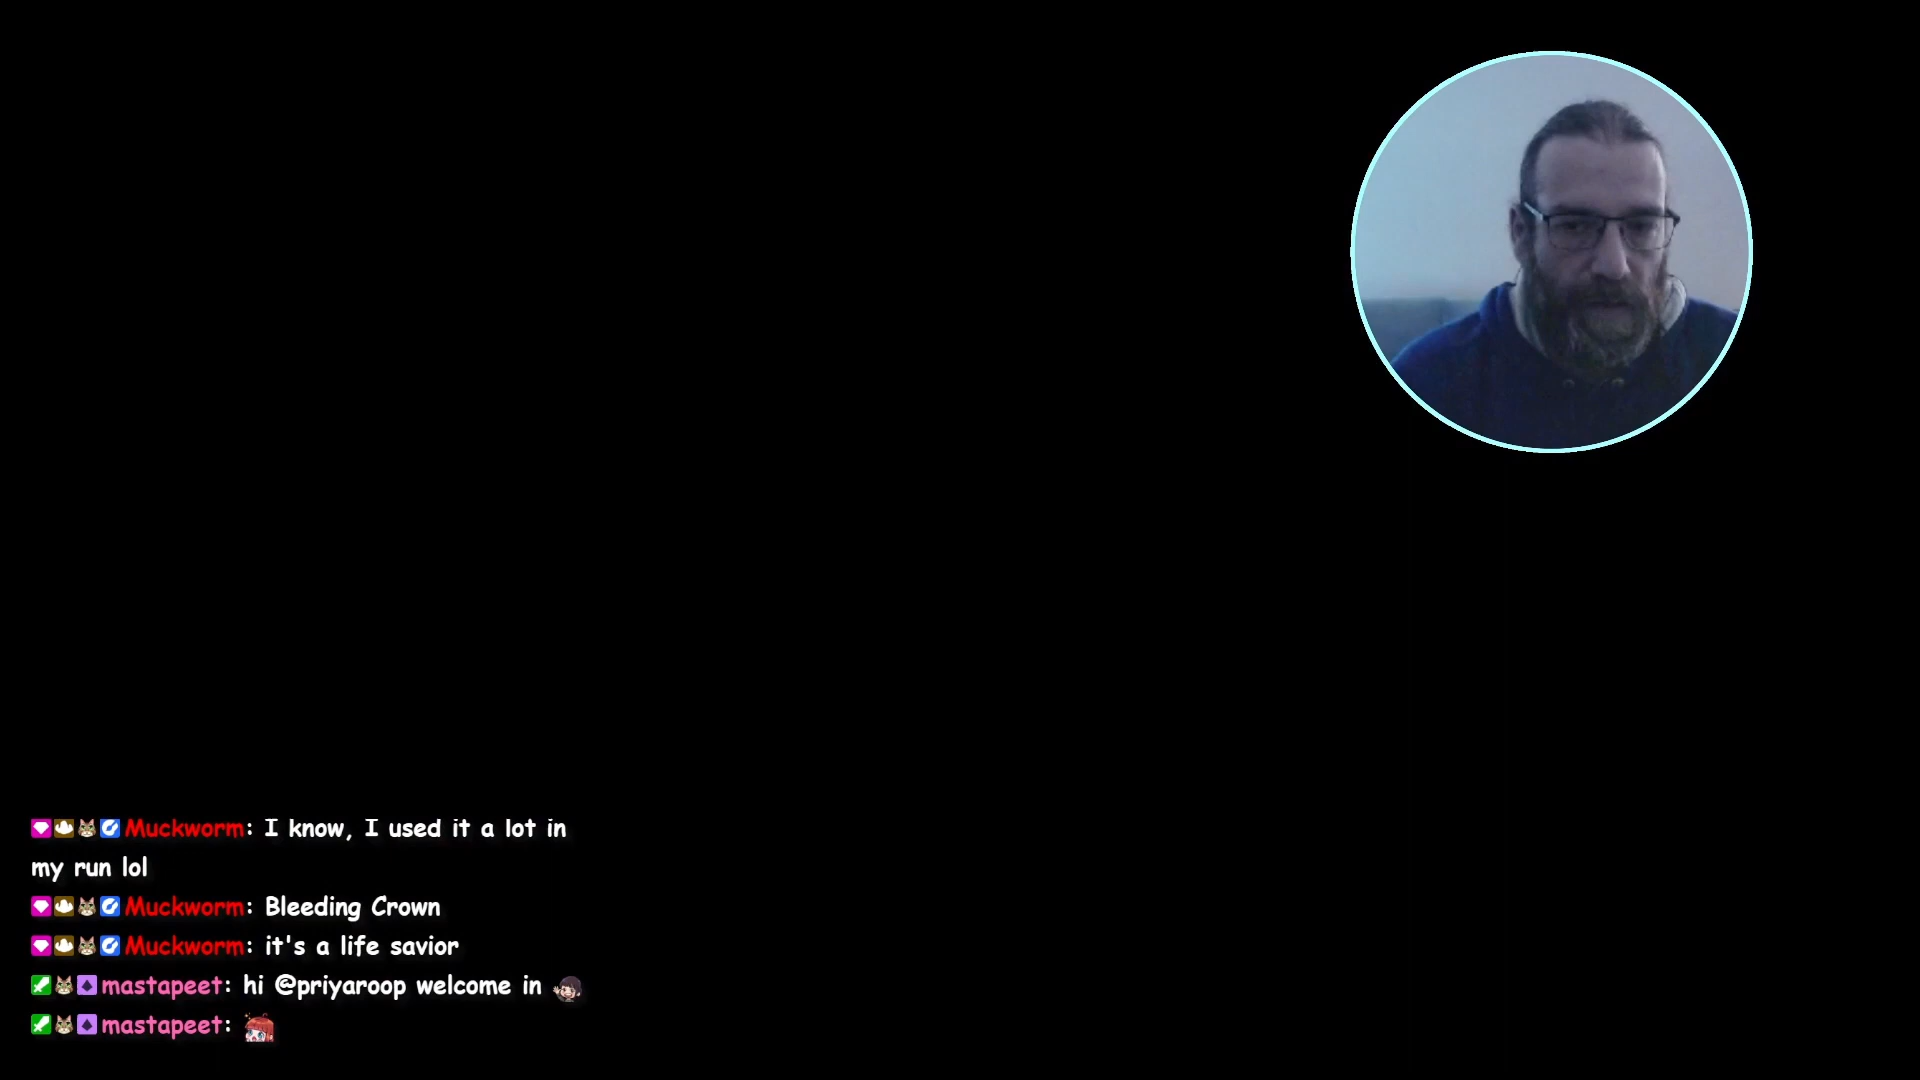 Muckworm: I know, I used it a lot in
my run lol
Muckworm: Bleeding Crown
Muckworm: it's a life savior
mastapeet: hi @priyaroop welcome in
mastapeet: